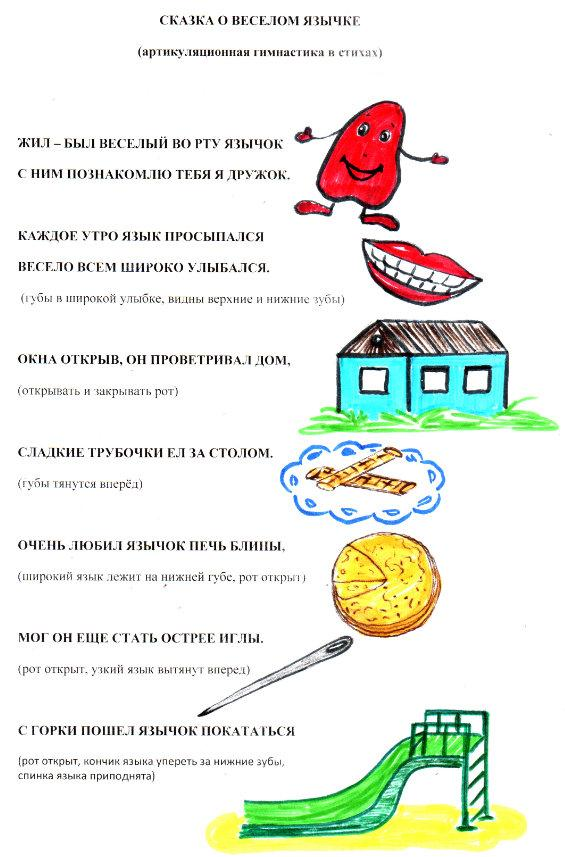 СКАЗКА О ВЕСЕЛОМ ЯЗЫЧКЕ
(артикуляционная гимнастика в стихах)
ЖИЛ – БЫЛ ВЕСЕЛЫЙ ВО РТУ ЯЗЫЧОК
С НИМ ПОЗНАКОМЛЮ ТЕБЯ Я ДРУЖОК.
КАЖДОЕ УТРО ЯЗЫК ПРОСЫПАЛСЯ
ВЕСЕЛО ВСЕМ ШИРОКО УЛЫБАЛСЯ.
(губы в широкой улыбке, видны верхние и нижние зубы)
ОКНА ОТКРЫВ, ОН ПРОВЕТРИВАЛ ДОМ,
(открывать и закрывать рот)
СЛАДКИЕ ТРУБОЧКИ ЕЛ ЗА СТОЛОМ.
(губы тянутся вперёд)
ОЧЕНЬ ЛЮБИЛ ЯЗЫЧОК ПЕЧЬ БЛИНЫ,
(широкий язык лежит на нижней губе, рот открыт)
МОГ ОН ЕЩЕ СТАТЬ ОСТРЕЕ ИГЛЫ.
(рот открыт, узкий язык вытянут вперед)
С ГОРКИ ПОШЕЛ ЯЗЫЧОК ПОКАТАТЬСЯ
(рот открыт, кончик языка упереть за нижние зубы,
спинка языка приподнята)